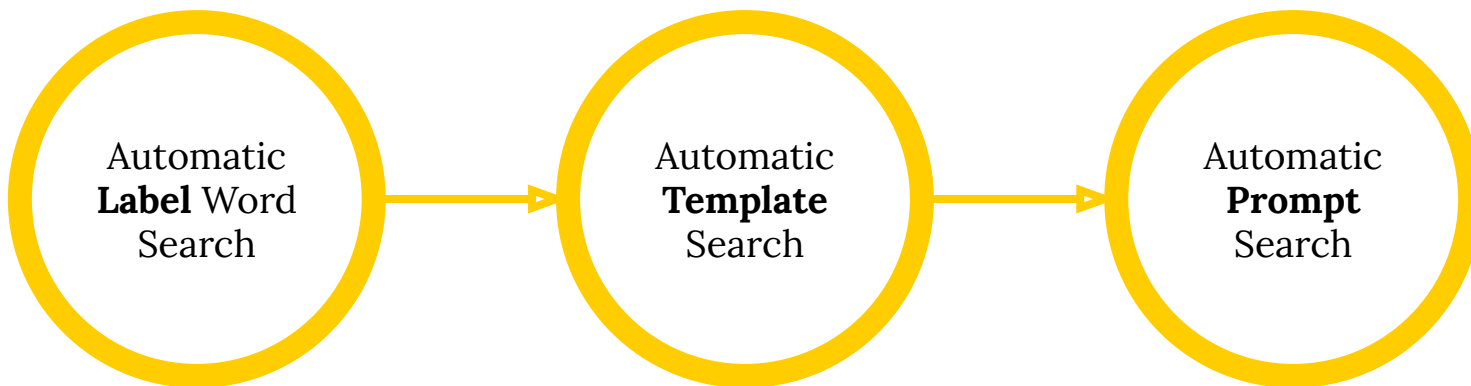 Automatic
Label Word
Search
Automatic
Template
Search
Automatic
Prompt
Search